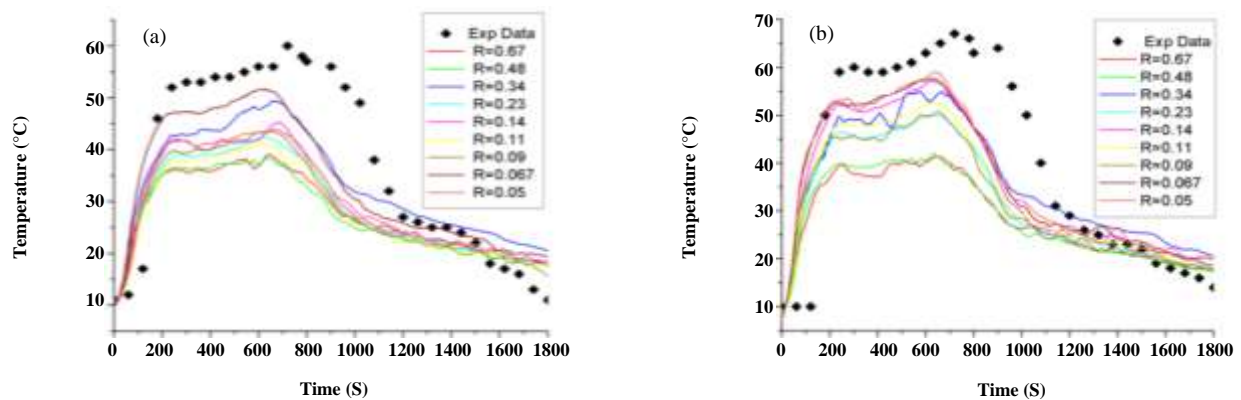 (a)
Exp Data
R=0.67
R=0.48
R=0.34
R=0.23
R=0.14
R=0.11
R=0.09
R=0.067
R=0.05
60
50
40
30
20
10
Temperature (°C)
0 200 400 600 800 1000 1200 1400 1600 1800
Time (S)
(b)
Exp Data
R=0.67
R=0.48
R=0.34
R=0.23
R=0.14
R=0.11
R=0.09
R=0.067
R=0.05
70
60
50
40
30
20
10
Temperature (°C)
0 200 400 600 800 1000 1200 1400 1600 1800
Time (S)